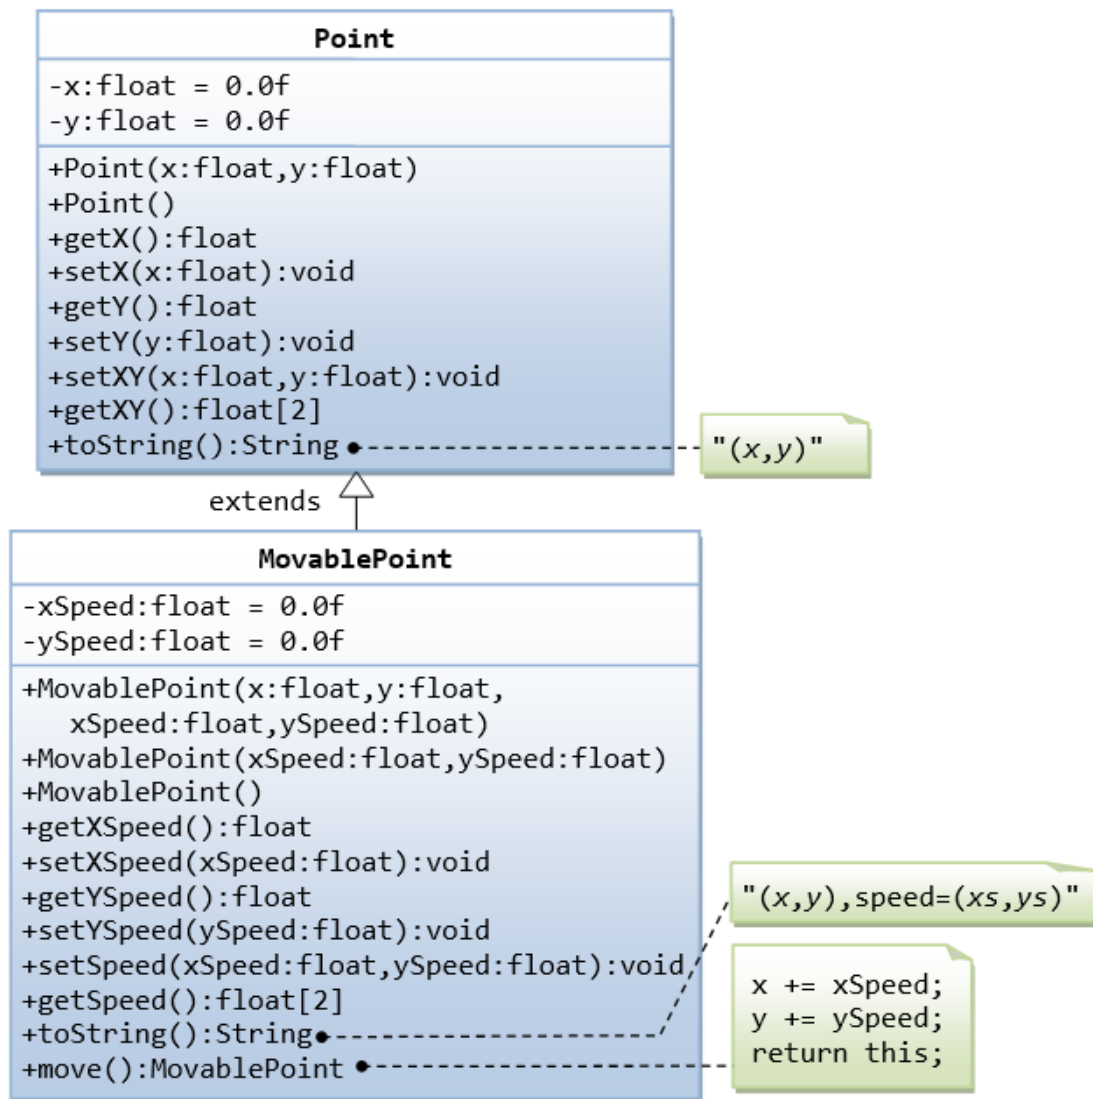 Point
-x:float = 0.0f
-y:float = 0.0f
+Point(x:float,y:float)
+Point()
+getX():float
+setX(x:float):void
+getY():float
+setY(y:float):void
+setXY(x:float,y:float):void
+getXY():float[2]
+toString():String
"(x,y)"
extends
MovablePoint
-xSpeed:float = 0.0f
-ySpeed:float = 0.0f
+MovablePoint(x:float,y:float,
xSpeed:float,ySpeed:float)
+MovablePoint(xSpeed:float,ySpeed:float)
+MovablePoint()
+getXSpeed():float
+setXSpeed(xSpeed:float):void
+getYSpeed():float
+setYSpeed(ySpeed:float):void
+setSpeed(xSpeed:float,ySpeed:float):void
+getSpeed():float[2]
+toString():String
+move():MovablePoint
"(x,y),speed=(xs,ys)"
x += xSpeed;
y += ySpeed;
return this;